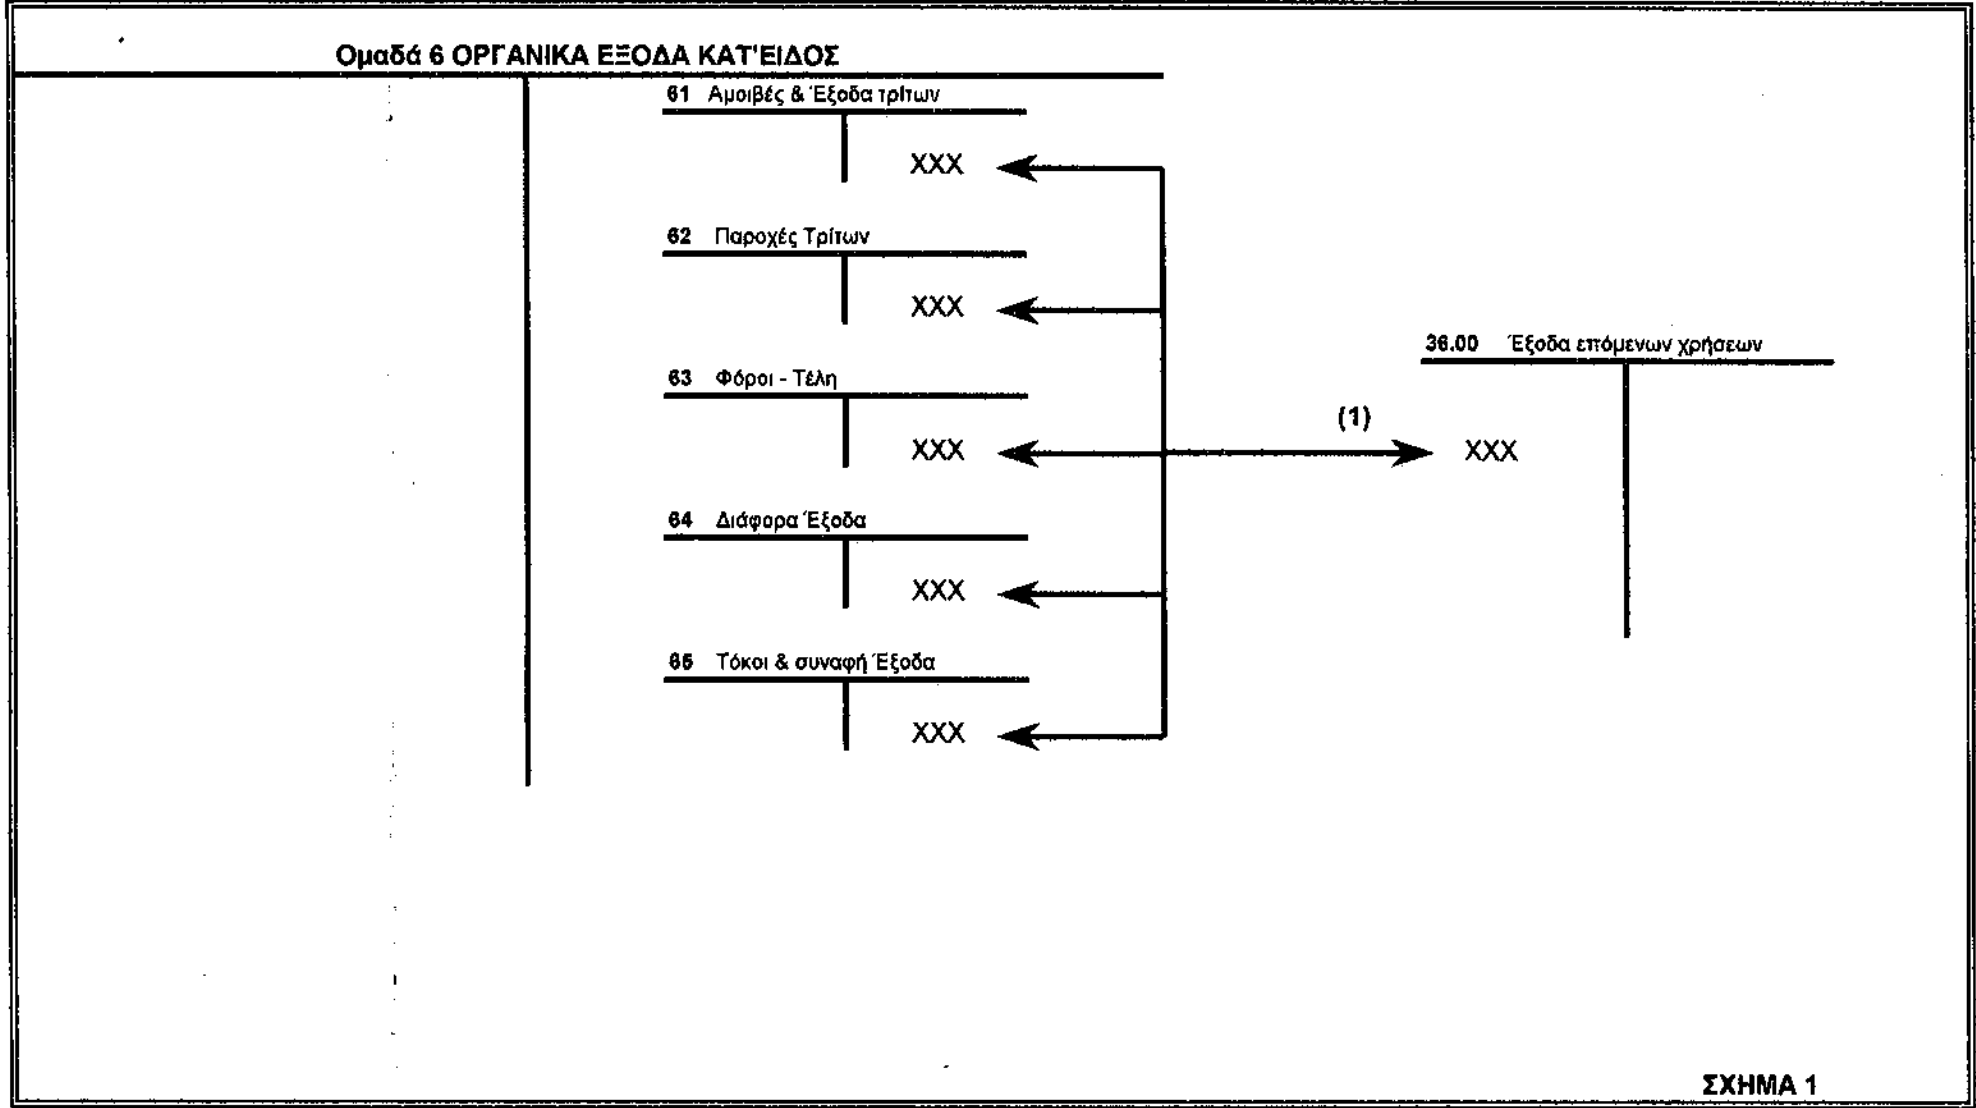 Ομαδά 6 ΟΡΓΑΝΙΚΑ ΕΞΟΔΑ ΚΑΤ'ΕΙΔΟΣ
61 Αμοιβές & Έξοδα τρίτων
XXX
62 Παροχές Τρίτων
XXX
63 Φόροι - Τέλη
XXX
64 Διάφορα Έξοδα
XXX
65 Τόκοι & συναφή Έξοδα
XXX
36.00 Έξοδα επόμενων χρήσεων
(1)
XXX
ΣΧΗΜΑ 1